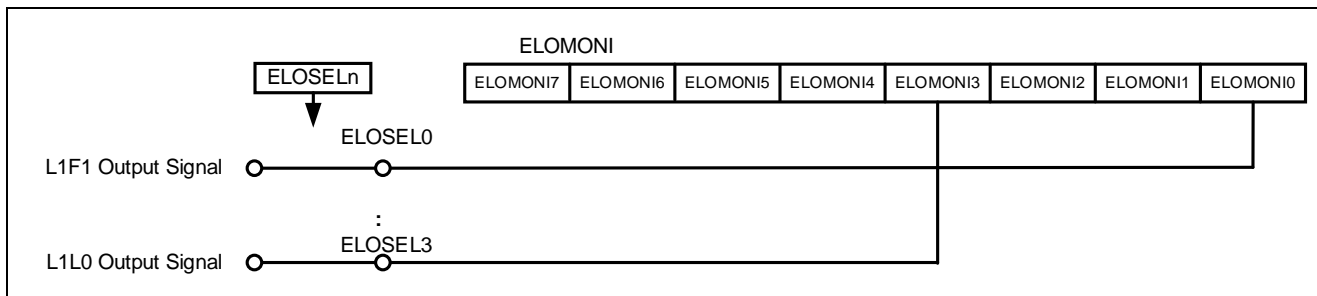 ELOMONI
ELOSELn
ELOMONI7 ELOMONI6 ELOMONI5 ELOMONI4 ELOMONI3 ELOMONI2 ELOMONI1 ELOMONI0
ELOSEL0
L1F1 Output Signal
:
ELOSEL3
L1L0 Output Signal